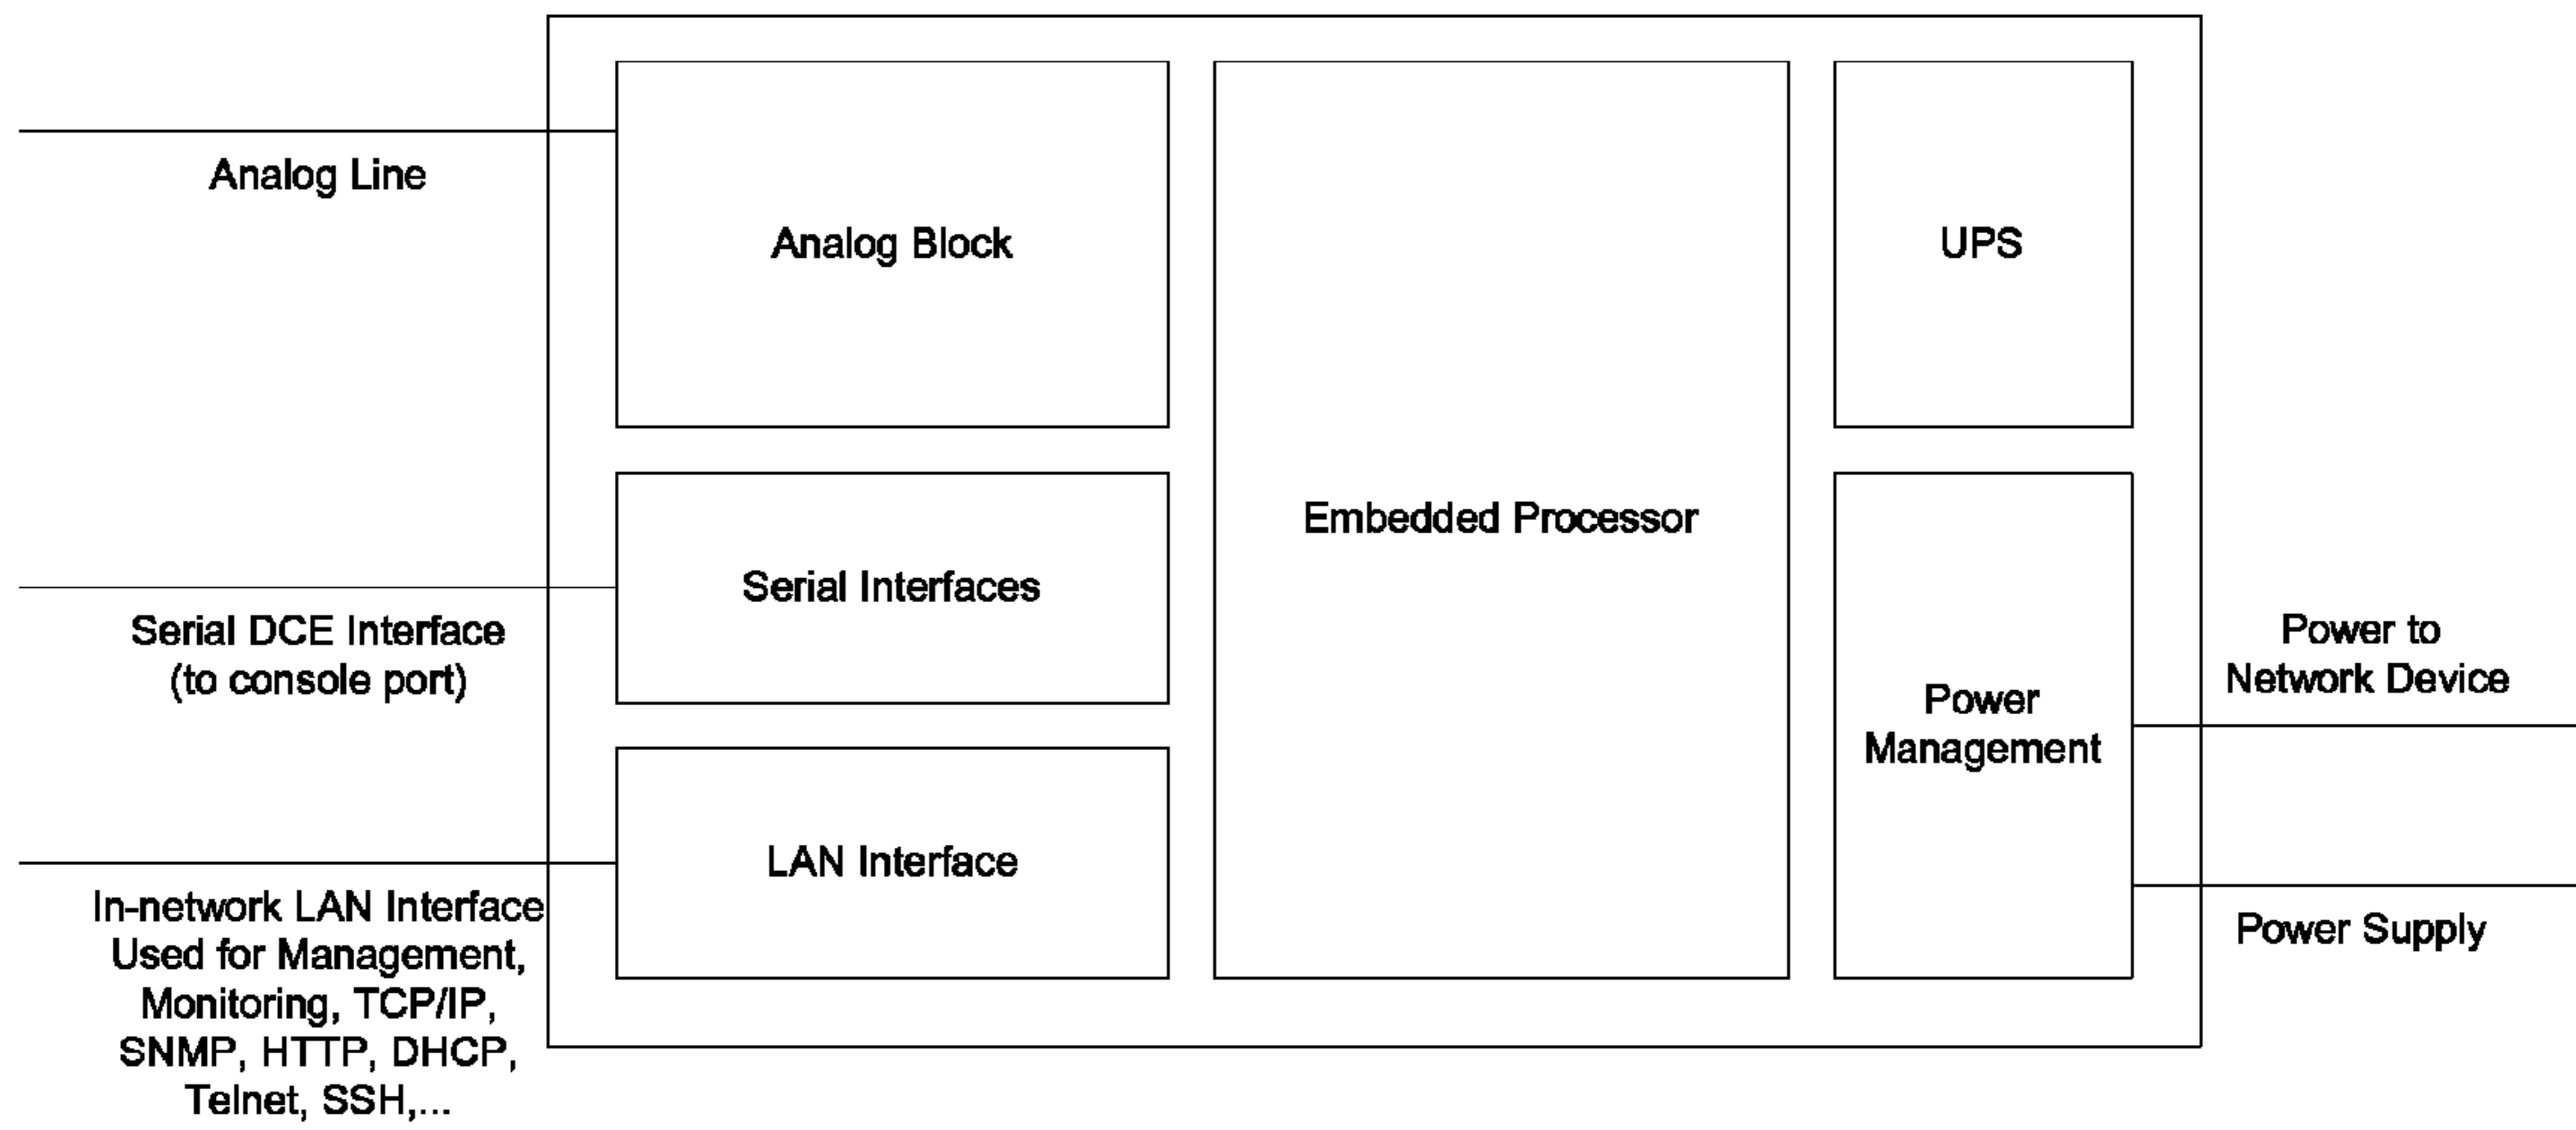 Analog Line
Analog Block
UPS
Embedded Processor
Serial Interfaces
Serial DCE Interface
(to console port)
Power to
Network Device
Power
Management
LAN Interface
In-network LAN Interface
Used for Management,
Monitoring, TCP/IP,
SNMP, HTTP, DHCP,
Telnet, SSH,...
Power Supply